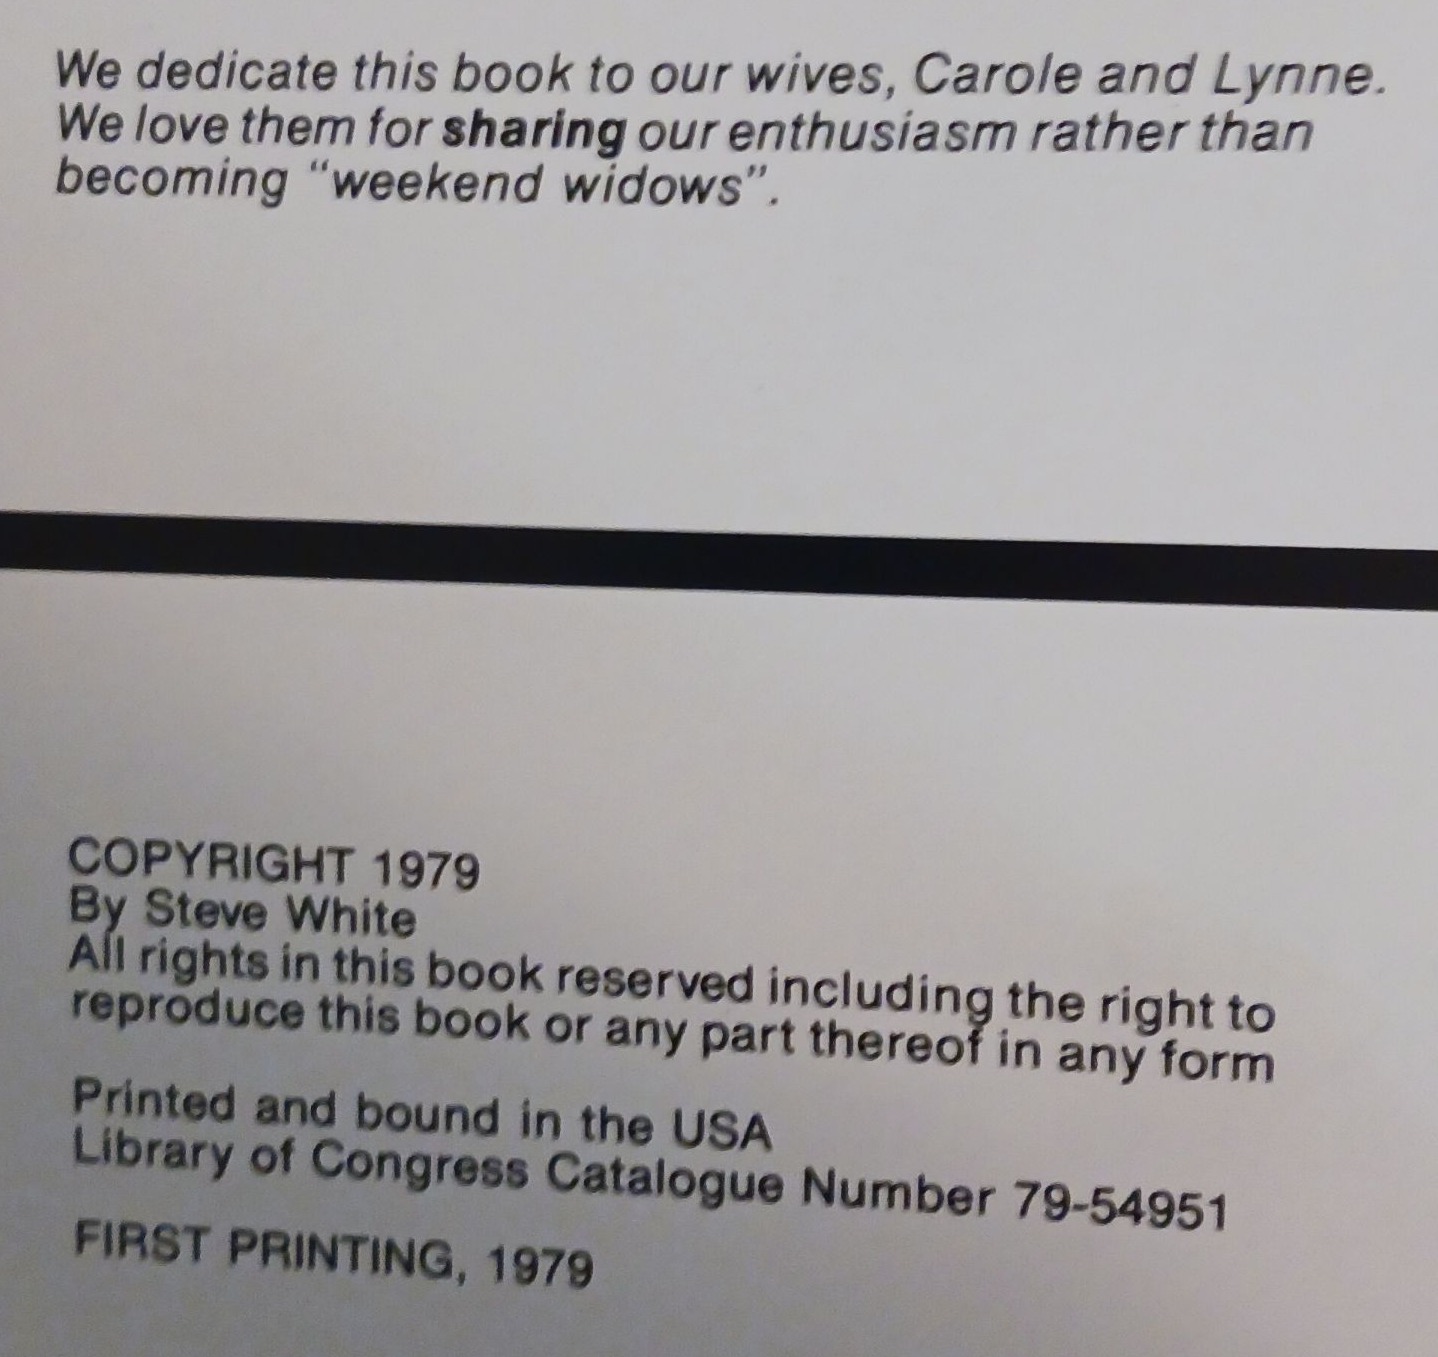 We dedicate this book to our wives, Carole and Lynne.
We love them for sharing our enthusiasm rather than
becoming “weekend widows”.
COPYRIGHT 1979
By Steve White
All rights in this book reserved including the right to
reproduce this book or any part thereof in any form
Printed and bound in the USA
Library of Congress Catalogue Number 79-54951
FIRST PRINTING, 1979